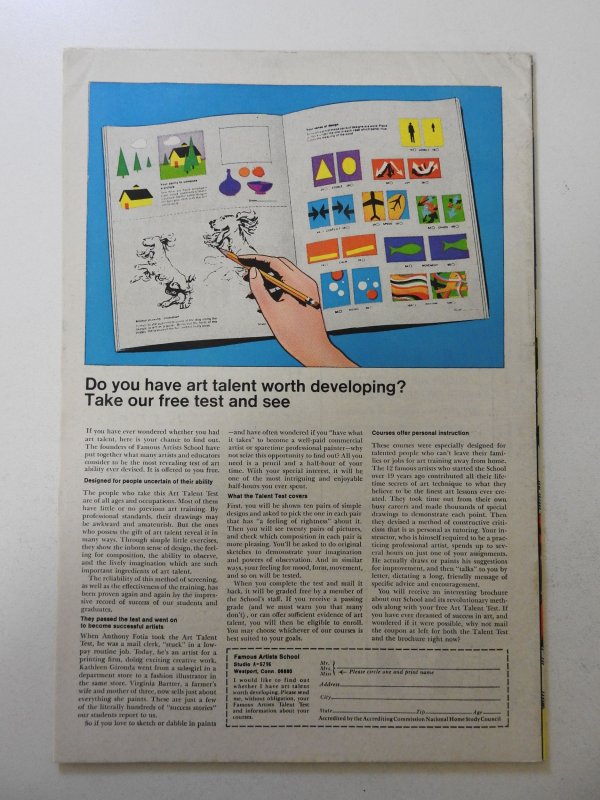 Do you have art talent worth developing?
Take our free test and see
If you have ever wondered whether you had
art talent, here is your chance to find out.
The founders of Famous Artists School have
put together what many artists and educators
consider to be the most revealing test of art
ability ever devised. It is offered to you free.
Designed for people uncertain of their ability
The people who take this Art Talent Test
are of all ages and occupations. Most of them
have little or no previous art training. By
professional standards, their drawings may
be awkward and amateurish. But the ones
who possess the gift of art talent reveal it in
many ways. Through simple little exercises,
they show the inborn sense of design, the feel-
ing for composition, the ability to observe,
and the lively imagination which are such
important ingredients of art talent.
The reliability of this method of screening,
as well as the effectiveness of the training, has
been proven again and again by the impres-
sive record of success of our students and
graduates.
They passed the test and went on
to become successful artists
When Anthony Fotia took the Art Talent
Test, he was a mail clerk, "stuck" in a low-
pay routine job. Today, he's an artist for a
printing firm, doing exciting creative work.
Kathleen Gironda went from a salesgirl in a
department store to a fashion illustrator in
the same store. Virginia Bartter, a farmer's
wife and mother of three, now sells just about
everything she paints. These are just a few
of the literally hundreds of "success stories"
our students report to us.
So if you love to sketch or dabble in paints
—and have often wondered if you "have what
it takes" to become a well-paid commercial
artist or sparetime professional painter—why
not seize this opportunity to find out? All you
need is a pencil and a half-hour of your
time. With your special interest, it will be
one of the most intriguing and enjoyable
half-hours you ever spent.
What the Talent Test covers
First, you will be shown ten pairs of simple
designs and asked to pick the one in each pair
that has "a feeling of rightness" about it.
Then you will see twenty pairs of pictures,
and check which composition in each pair is
more pleasing. You'll be asked to do original
sketches to demonstrate your imagination
and powers of observation. And in similar
ways, your feeling for mood, form, movement,
and so on will be tested.
When you complete the test and mail it
back, it will be graded free by a member of
the School's staff. If you receive a passing
grade (and we must warn you that many
don't), or can offer sufficient evidence of art
talent, you will then be eligible to enroll.
You may choose whichever of our courses is
best suited to your goals.
Courses offer personal instruction
These courses were especially designed for
talented people who can't leave their fami-
lies or jobs for art training away from home.
The 12 famous artists who started the School
over 19 years ago contributed all their life-
time secrets of art technique to what they
believe to be the finest art lessons ever cre-
ated. They took time out from their own
busy careers and made thousands of special
drawings to demonstrate each point. Then
they devised a method of constructive criti-
cism that is as personal as tutoring. Your in-
structor, who is himself required to be a prac-
ticing professional artist, spends up to sev-
eral hours on just one of your assignments.
He actually draws or paints his suggestions
for improvement, and then "talks" to you by
letter, dictating a long, friendly message of
specific advice and encouragement.
You will receive an interesting brochure
about our School and its revolutionary meth-
ods along with your free Art Talent Test. If
you have ever dreamed of success in art, and
wondered if it were possible, why not mail
the coupon at left for both the Talent Test
and the brochure right now?
Famous Artists School
Westport, Conn. 06880
I would like to find out
whether I have art talent
worth developing. Please send
me, without obligation, your
Famous Artists Talent Test
and information about your
courses.
Mr.
Mrs.
Miss
Please circle one and print name
Address
City
State Zip Age
Accredited by the Accrediting Commission National Home Study Council